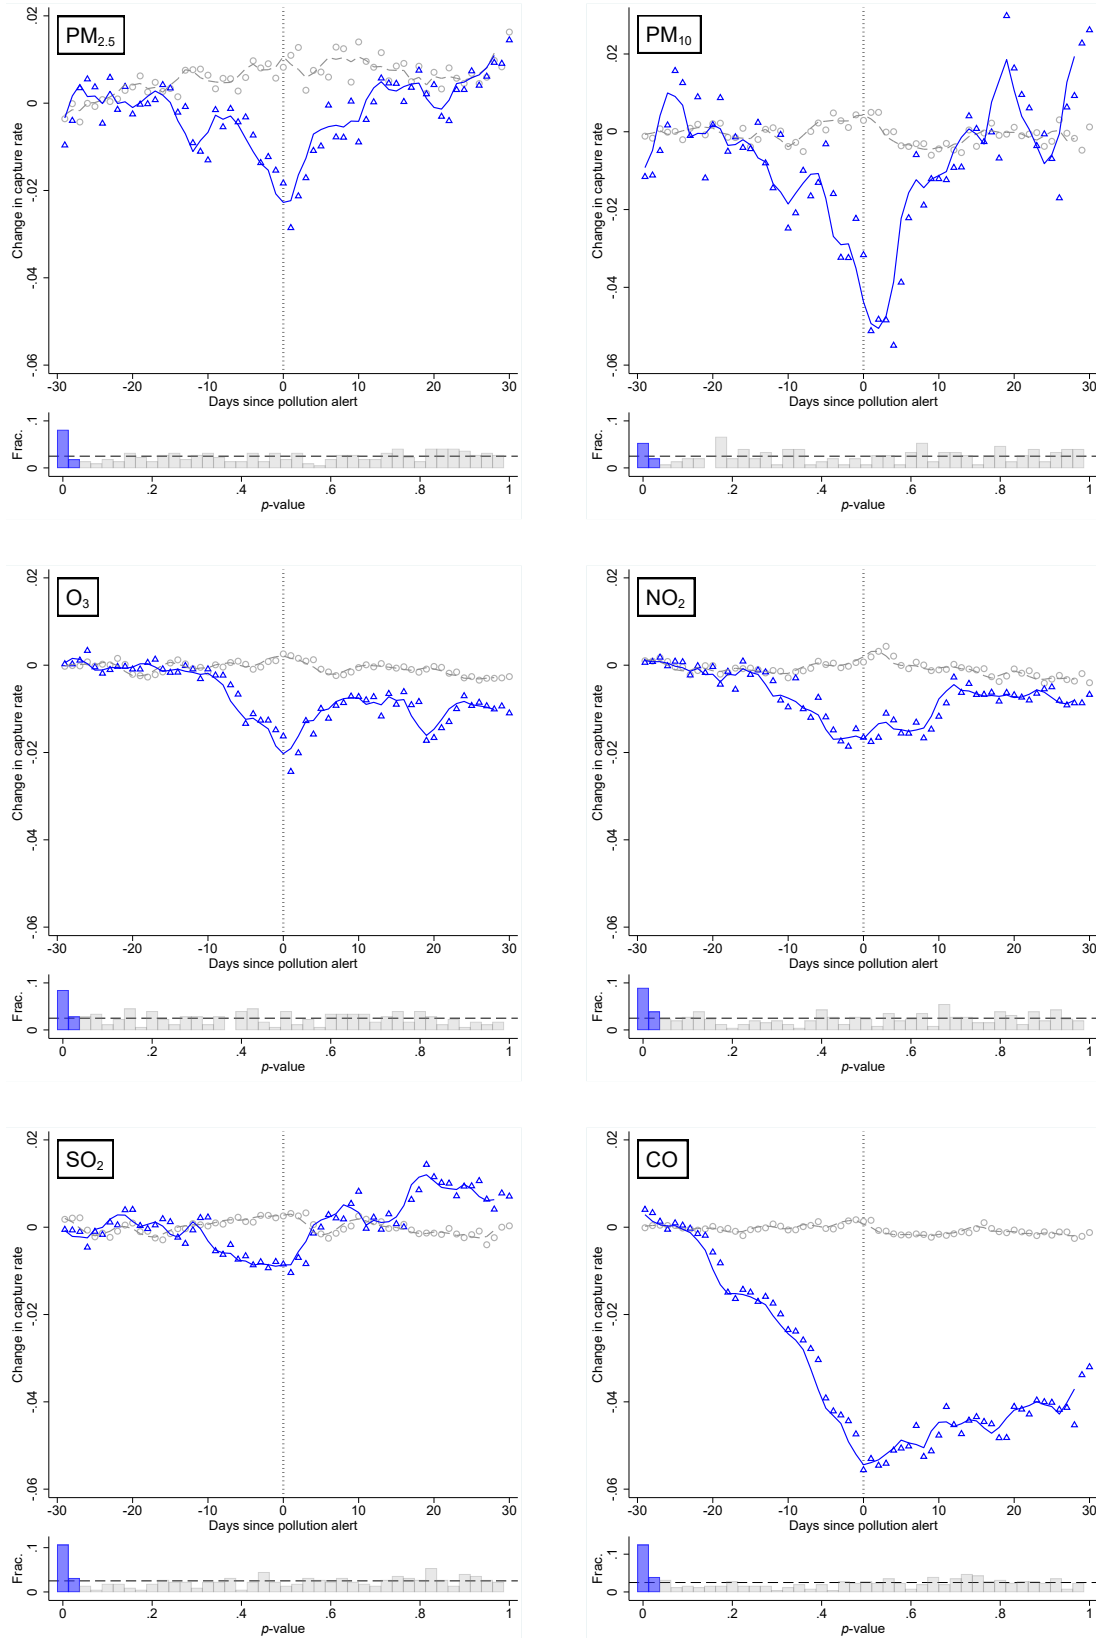 PM2.5
Change in capture rate
.02
0
-.02
-.04
-.06
-30 -20 -10 0 10 20 30
Days since pollution alert
Frac.
.1
0
0 .2 .4 .6 .8 1
p-value
PM10
Change in capture rate
.02
0
-.02
-.04
-.06
-30 -20 -10 0 10 20 30
Days since pollution alert
Frac.
.1
0
0 .2 .4 .6 .8 1
p-value
O3
Change in capture rate
.02
0
-.02
-.04
-.06
-30 -20 -10 0 10 20 30
Days since pollution alert
Frac.
.1
0
0 .2 .4 .6 .8 1
p-value
NO2
Change in capture rate
.02
0
-.02
-.04
-.06
-30 -20 -10 0 10 20 30
Days since pollution alert
Frac.
.1
0
0 .2 .4 .6 .8 1
p-value
SO2
Change in capture rate
.02
0
-.02
-.04
-.06
-30 -20 -10 0 10 20 30
Days since pollution alert
Frac.
.1
0
0 .2 .4 .6 .8 1
p-value
CO
Change in capture rate
.02
0
-.02
-.04
-.06
-30 -20 -10 0 10 20 30
Days since pollution alert
Frac.
.1
0
0 .2 .4 .6 .8 1
p-value